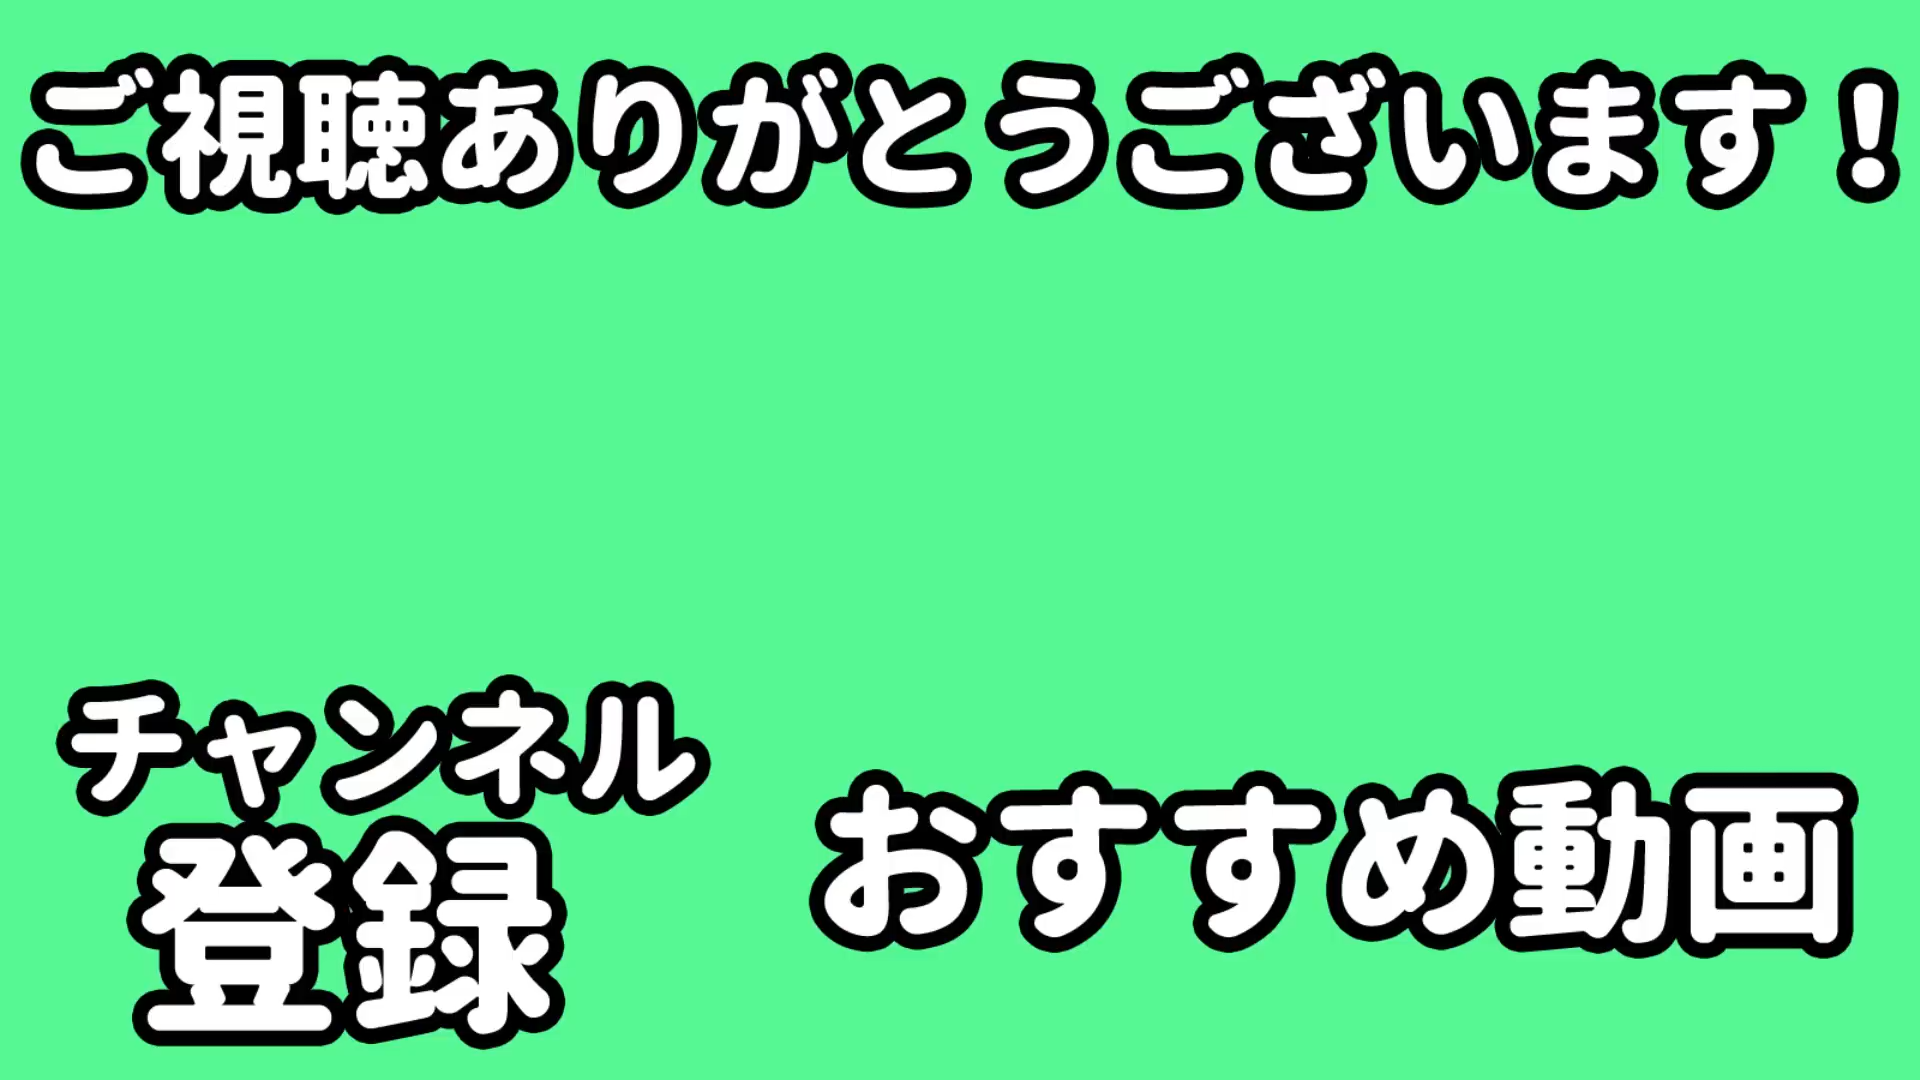 ご視聴ありがとうございます！
チャンネル
登録
おすすめ動画